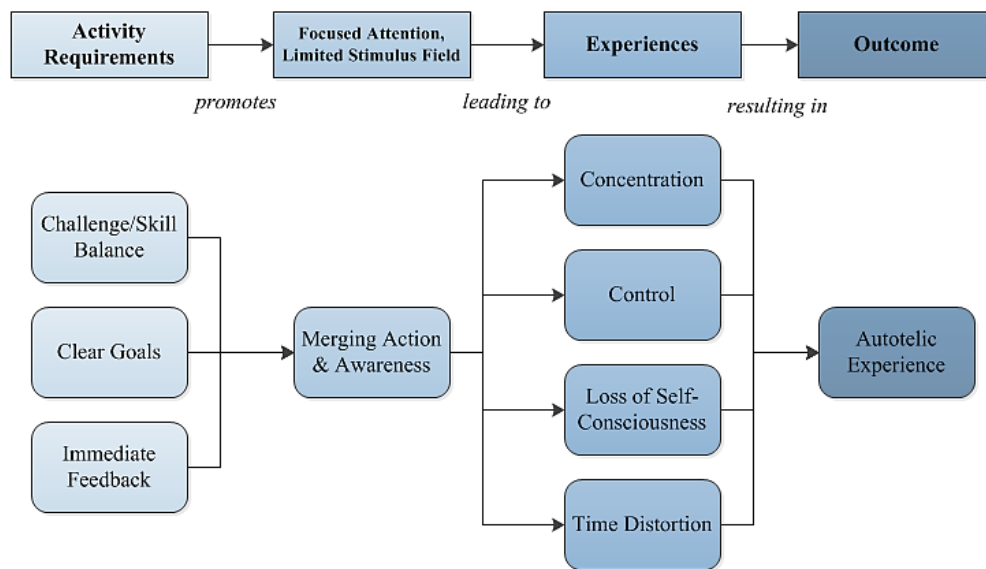 Activity
Requirements
Focused Attention,
Limited Stimulus Field
Experiences
Outcome
promotes
leading to
resulting in
Challenge/Skill
Balance
Clear Goals
Immediate
Feedback
Merging Action
& Awareness
Concentration
Control
Loss of Self-
Consciousness
Time Distortion
Autotelic
Experience